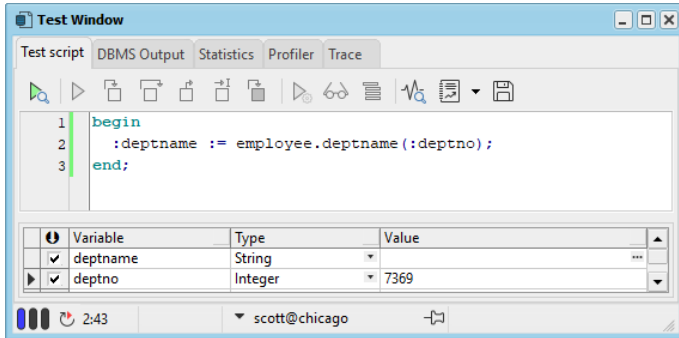 Test Window
Test script DBMS Output Statistics Profiler Trace
1 begin
2 :deptname := employee.deptname(:deptno);
3 end;
Variable Type Value
deptname String ...
deptno Integer 7369
2:43 scott@chicago